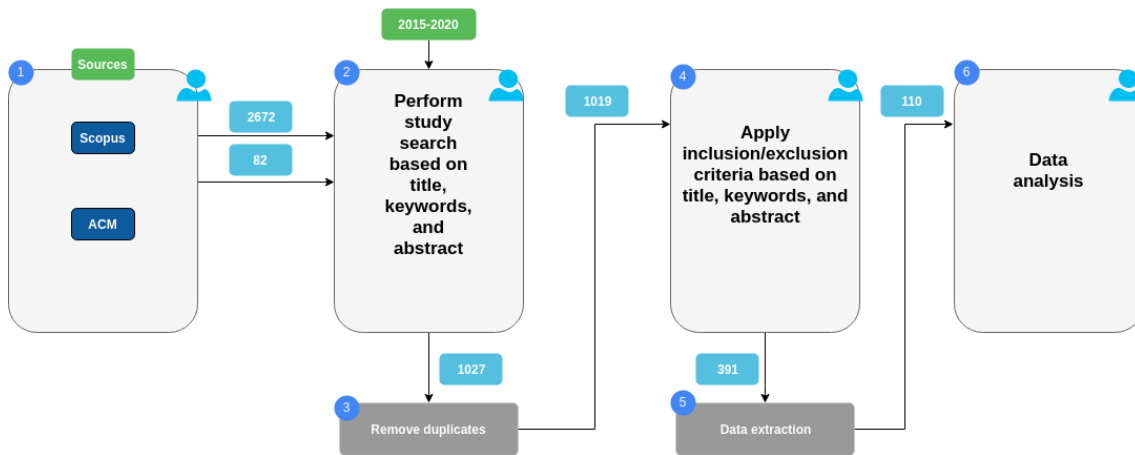 2015-2020
1
Sources
Scopus
ACM
2672
82
2
Perform
study
search
based on
title,
keywords,
and
abstract
1027
3
Remove duplicates
1019
4
Apply
inclusion/exclusion
criteria based on
title, keywords, and
abstract
391
5
Data extraction
110
6
Data
analysis